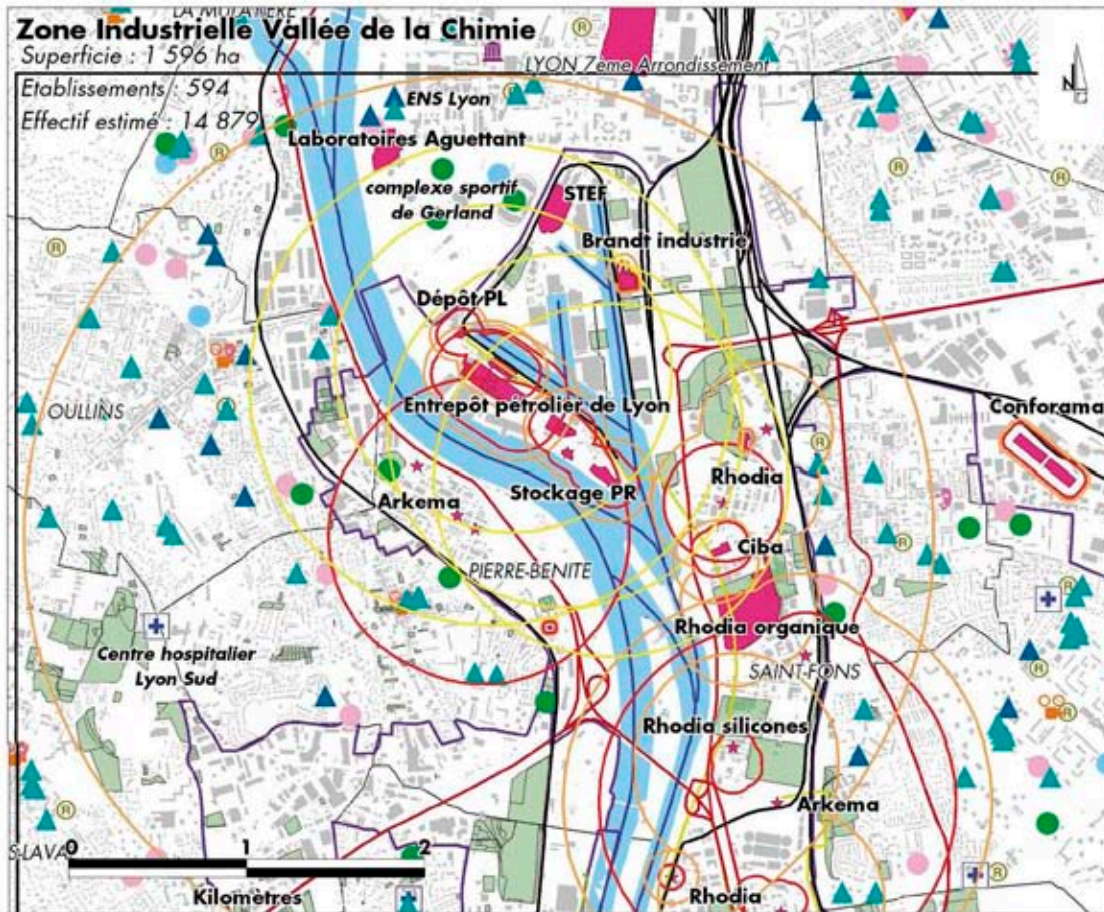 LA MULATIERE
Zone Industrielle Vallée de la Chimie
Superficie : 1 596 ha
LYON 7ème Arrondissement
Etablissements : 594
ENS Lyon
Effectif estimé : 14 879
Laboratoires Aguettant
complexe sportif
de Gerland
STEF
Brandt industrie
Dépôt PL
OULLINS
Entrepôt pétrolier de Lyon
Conforama
Arkema
Stockage PR
Rhodia
Ciba
PIERRE-BENITE
Rhodia organique
Centre hospitalier
Lyon Sud
SAINT-FONS
Rhodia silicones
Arkema
S-LAVA
0 1 2
Kilomètres
Rhodia
N
R
R
R
R
R
R
R
R
R
R
R